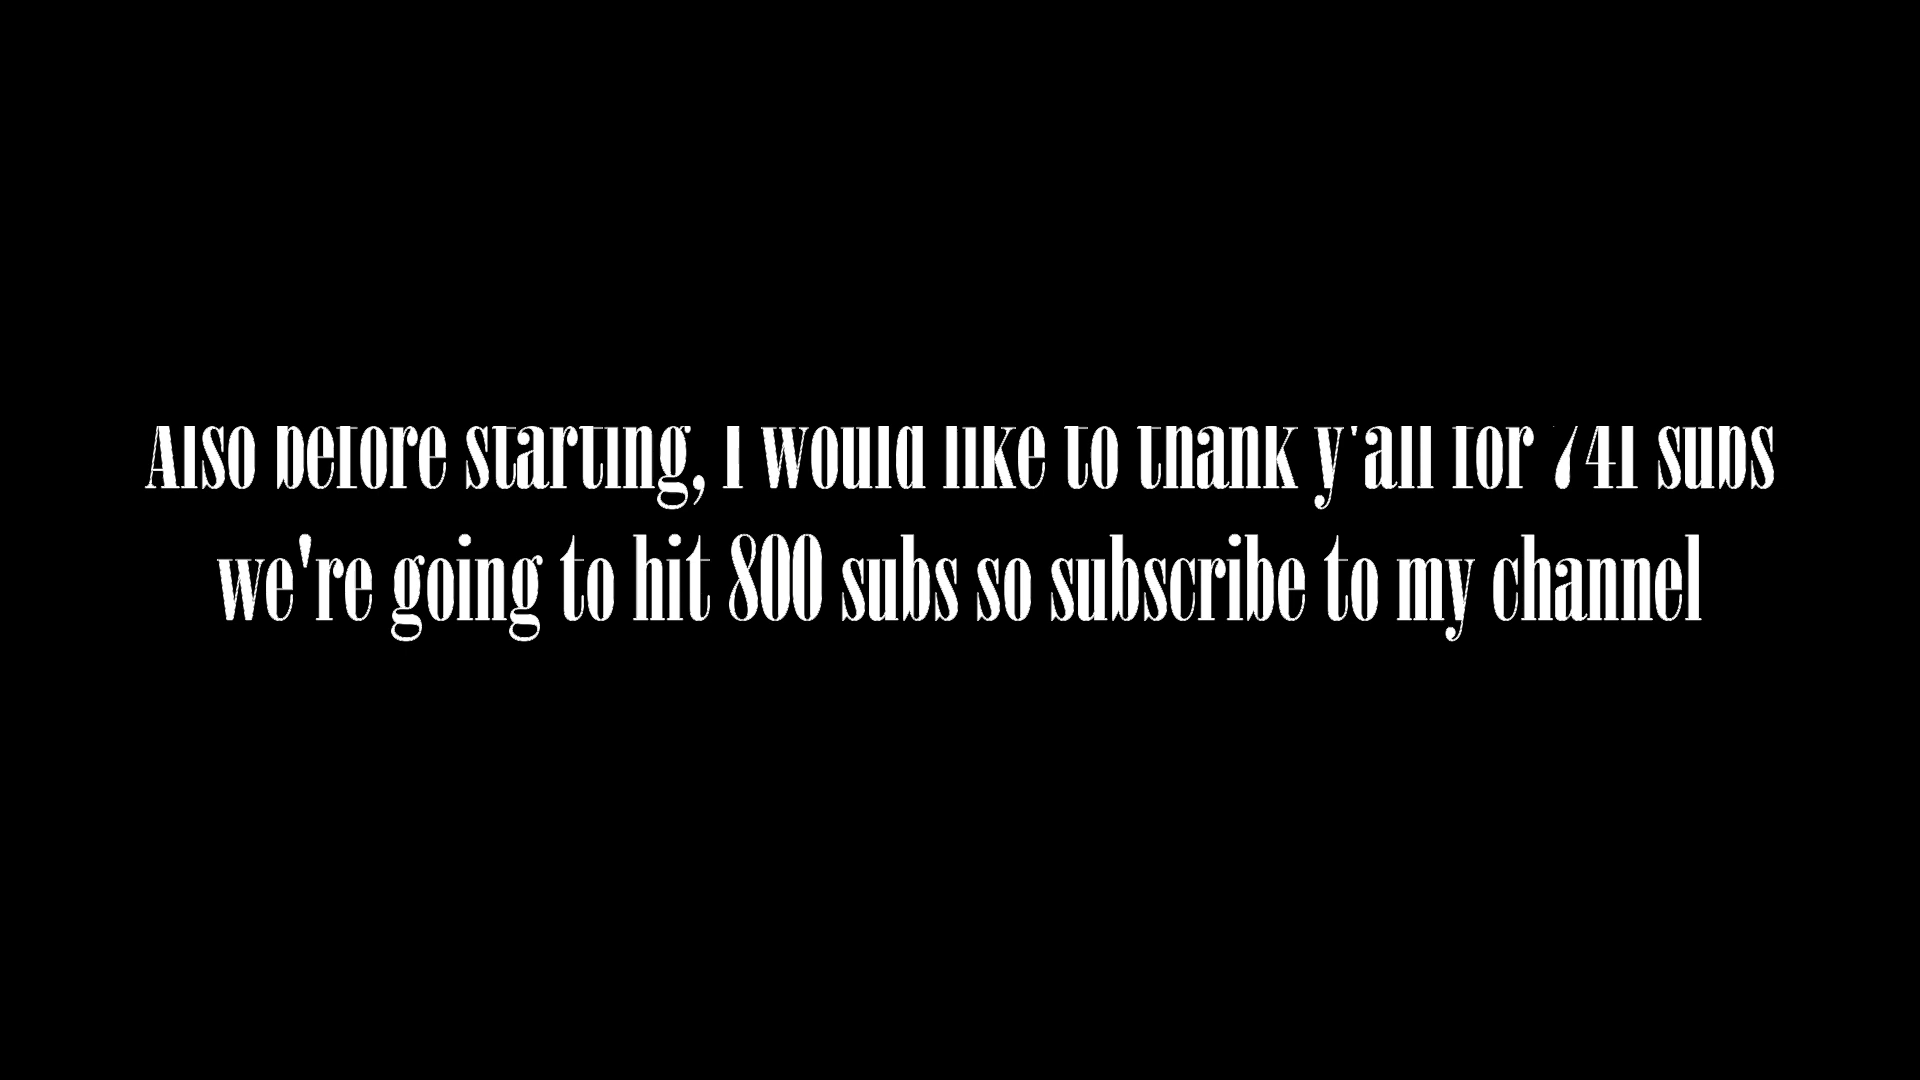 Also before starting, I would like to thank y'all for 741 subs
we're going to hit 800 subs so subscribe to my channel